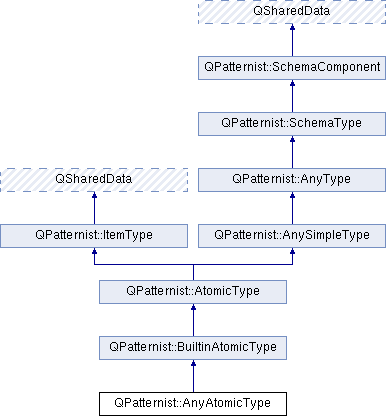 QSharedData
QPatternist::SchemaComponent
QPatternist::SchemaType
QSharedData
QPatternist::AnyType
QPatternist::ItemType
QPatternist::AnySimpleType
QPatternist::AtomicType
QPatternist::BuiltinAtomicType
QPatternist::AnyAtomicType